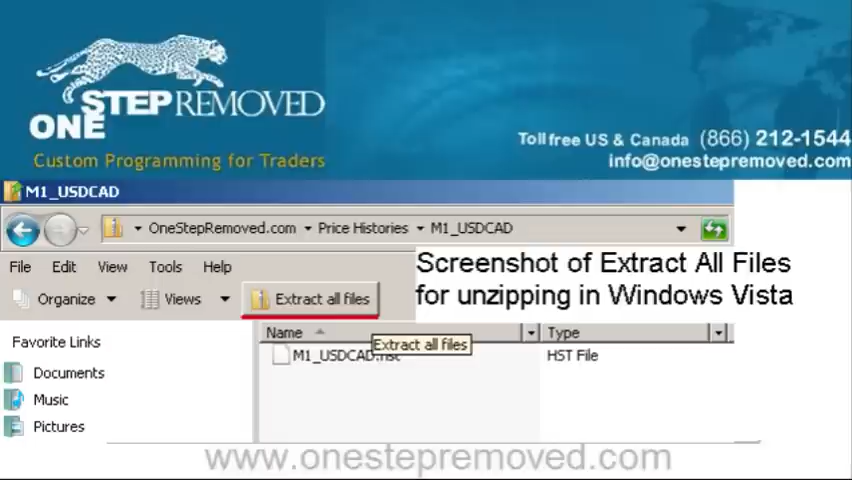 ONE STEP REMOVED
Custom Programming for Traders
Toll free US & Canada (866) 212-1544
info@onestepremoved.com
M1_USDCAD
OneStepRemoved.com Price Histories M1_USDCAD
File Edit View Tools Help
Organize Views Extract all files
Screenshot of Extract All Files
for unzipping in Windows Vista
Favorite Links
Name Type
Extract all files
M1_USDCAD.hst HST File
Documents
Music
Pictures
www.onestepremoved.com